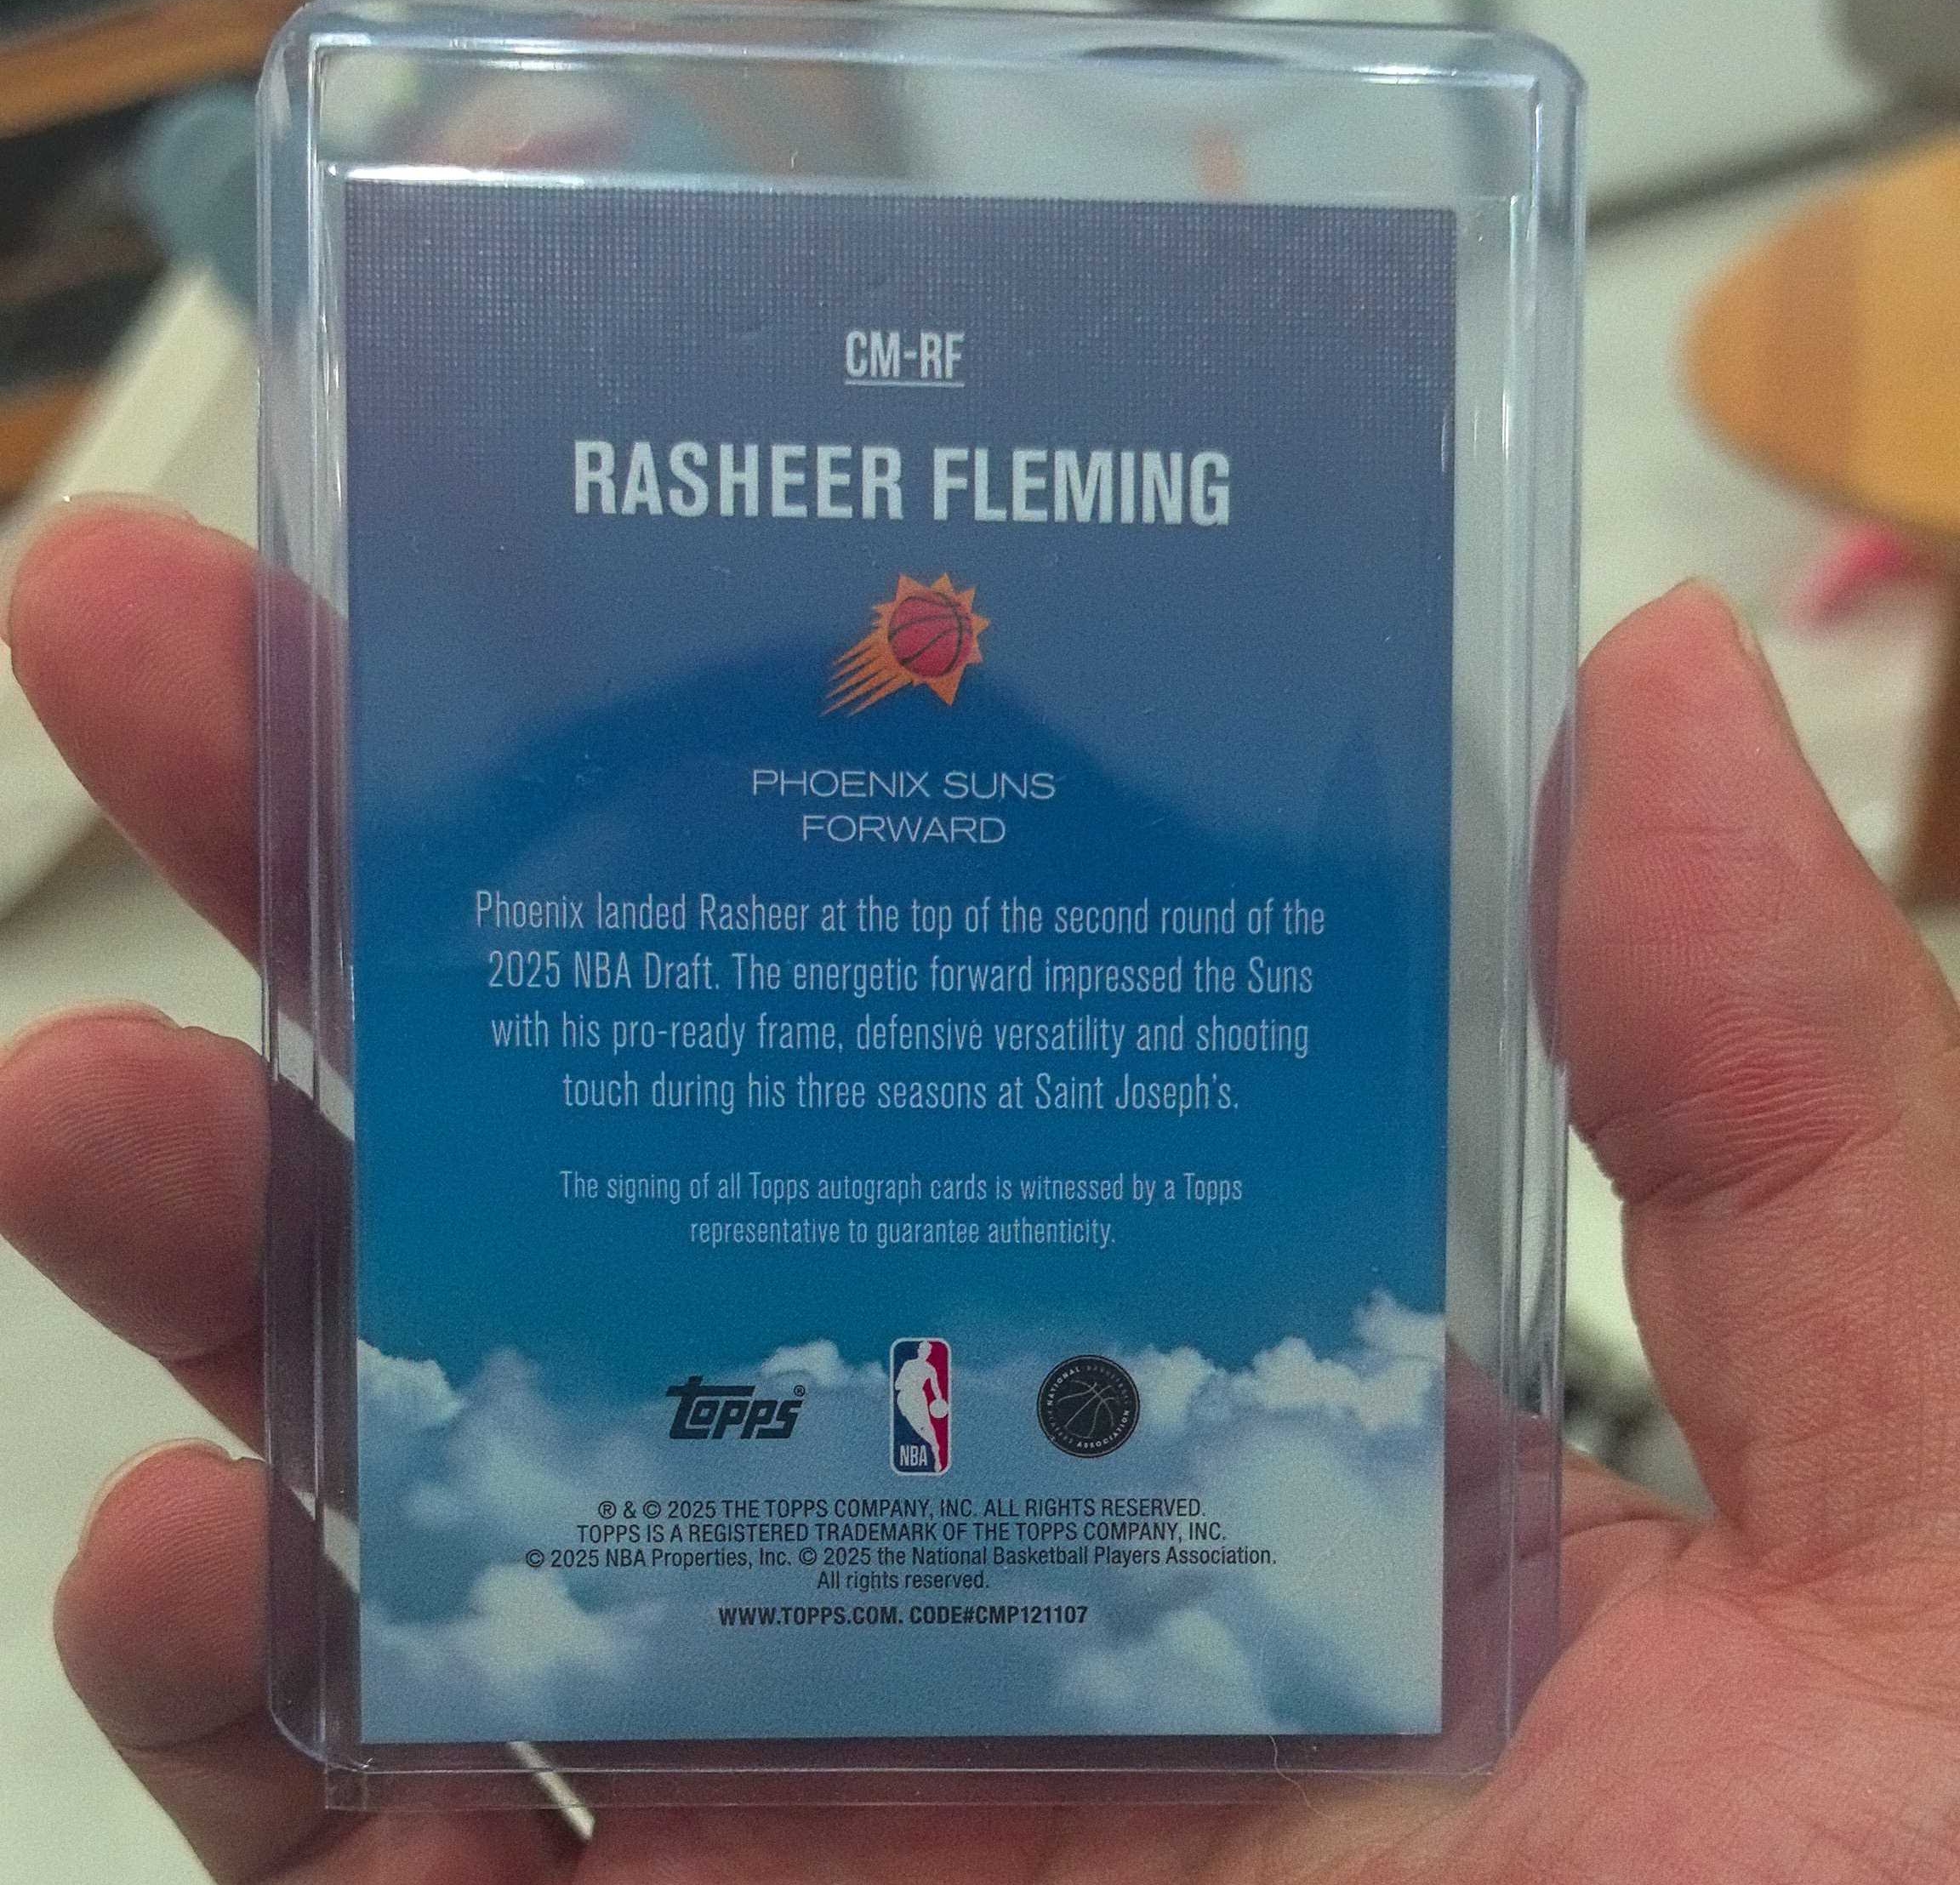 CM-RF
RASHEER FLEMING
PHOENIX SUNS
FORWARD
Phoenix landed Rasheer at the top of the second round of the
2025 NBA Draft. The energetic forward impressed the Suns
with his pro-ready frame, defensive versatility and shooting
touch during his three seasons at Saint Joseph's.
The signing of all Topps autograph cards is witnessed by a Topps
representative to guarantee authenticity.
topps®
NBA
NATIONAL BASKETBALL PLAYERS ASSOCIATION
® & © 2025 THE TOPPS COMPANY, INC. ALL RIGHTS RESERVED.
TOPPS IS A REGISTERED TRADEMARK OF THE TOPPS COMPANY, INC.
© 2025 NBA Properties, Inc. © 2025 the National Basketball Players Association.
All rights reserved.
WWW.TOPPS.COM. CODE#CMP121107